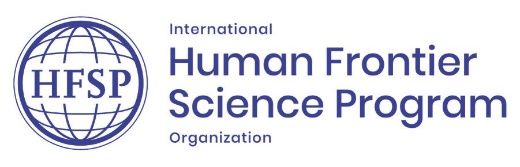 HFSP
International
Human Frontier
Science Program
Organization